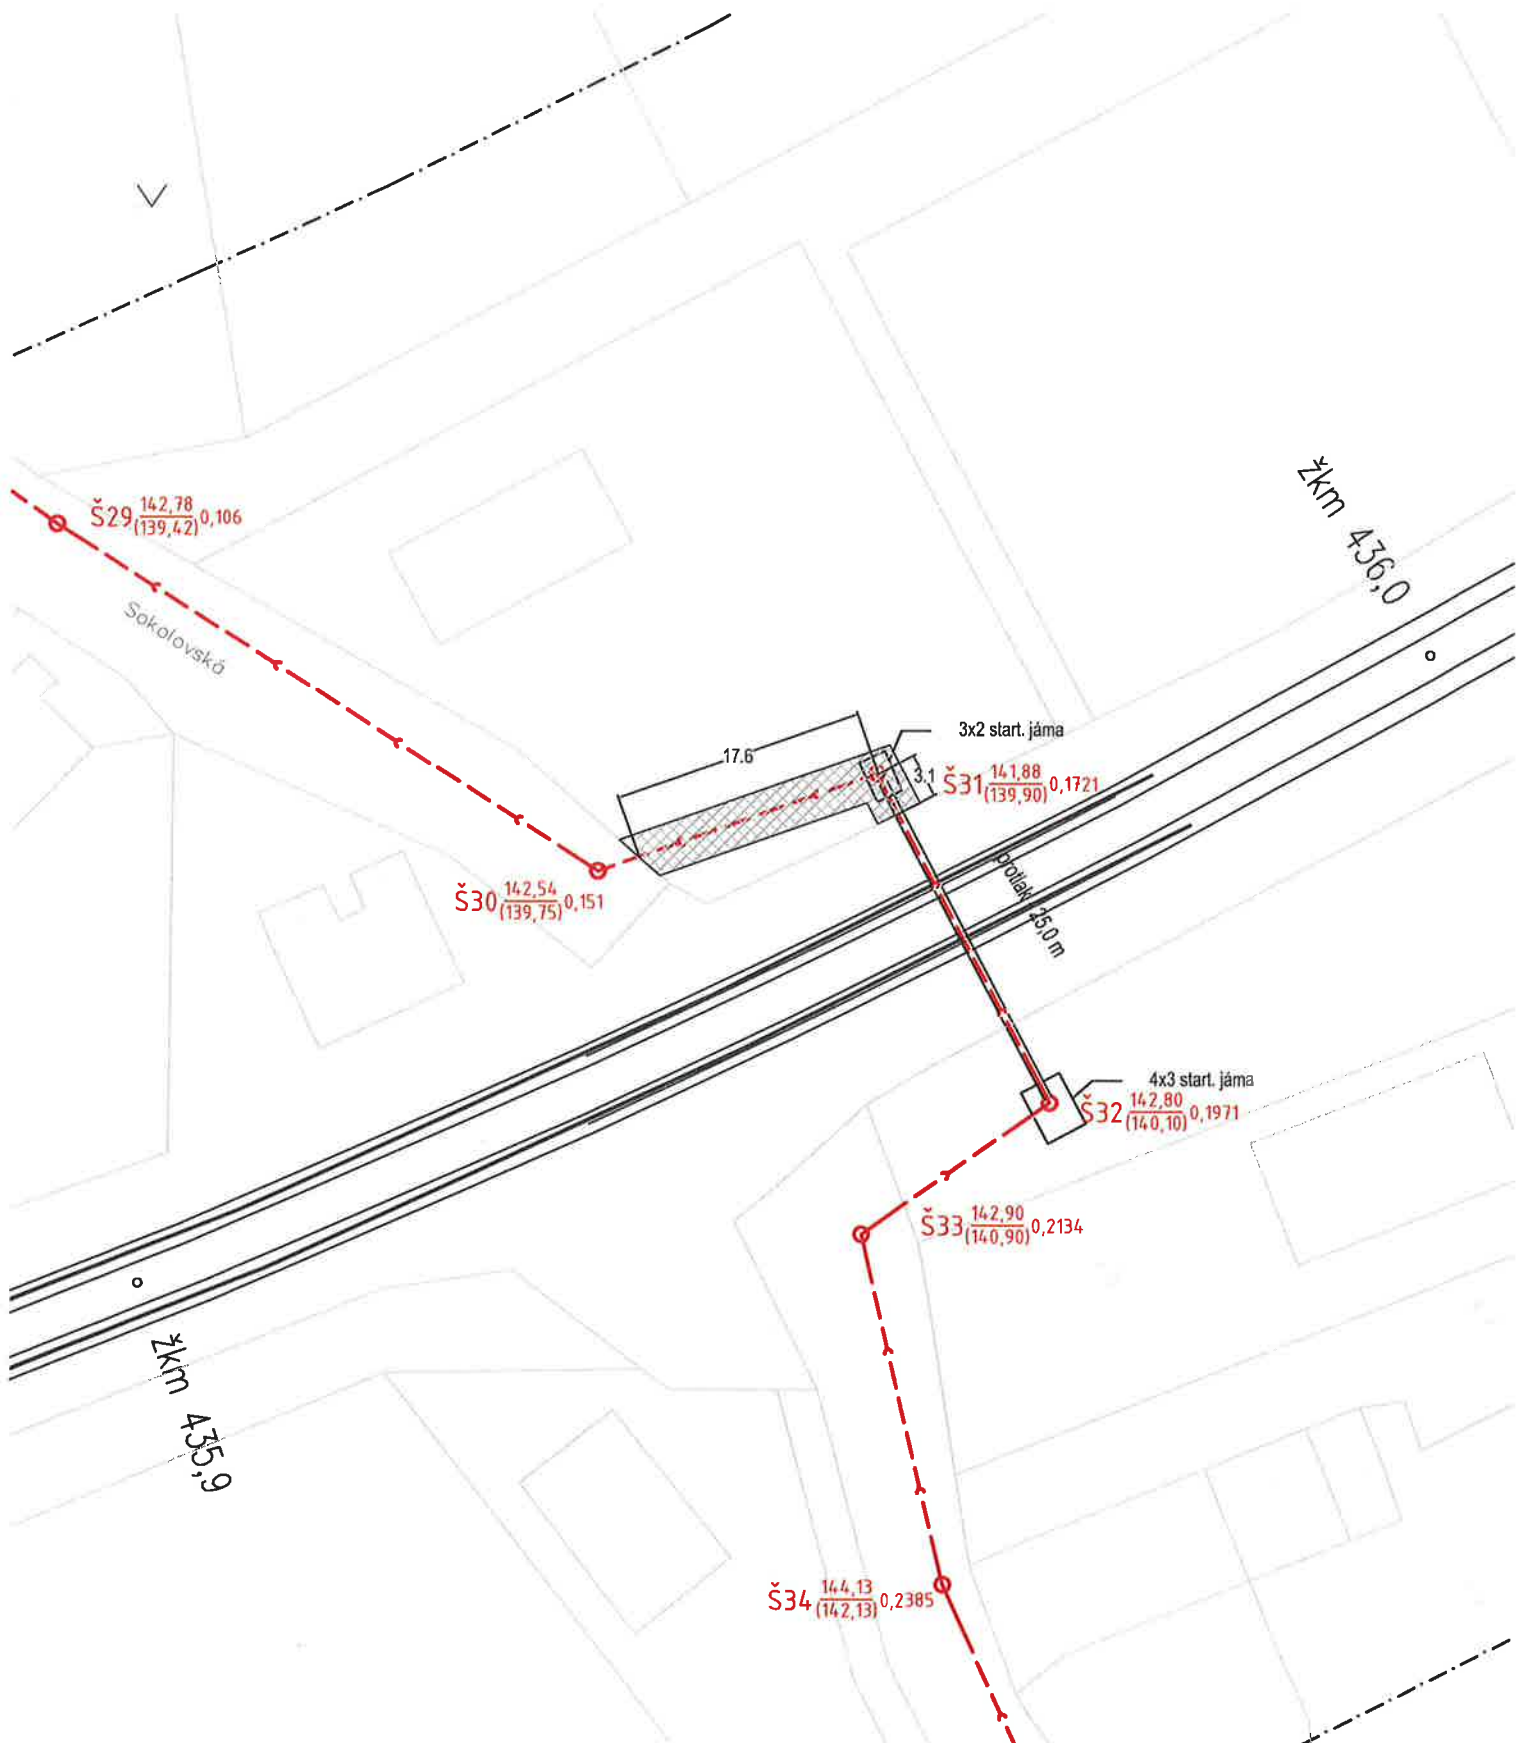 žkm 436,0
Š29 142,78 (139,42) 0,106
Sokolovská
3x2 start. jáma
17.6
3.1
Š31 141,88 (139,90) 0,1721
protlak 25,0 m
Š30 142,54 (139,75) 0,151
4x3 start. jáma
Š32 142,80 (140,10) 0,1971
Š33 142,90 (140,90) 0,2134
žkm 435,9
Š34 144,13 (142,13) 0,2385